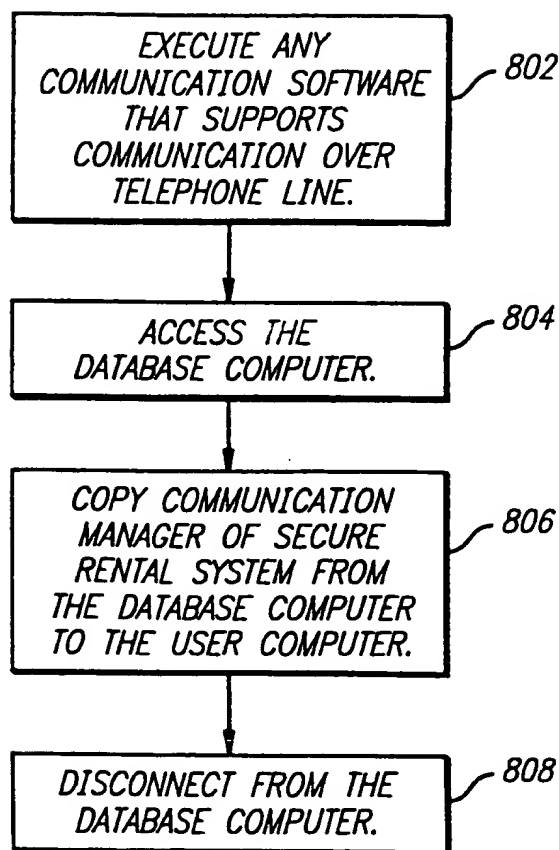 EXECUTE ANY
COMMUNICATION SOFTWARE
THAT SUPPORTS
COMMUNICATION OVER
TELEPHONE LINE.
802
ACCESS THE
DATABASE COMPUTER.
804
COPY COMMUNICATION
MANAGER OF SECURE
RENTAL SYSTEM FROM
THE DATABASE COMPUTER
TO THE USER COMPUTER.
806
DISCONNECT FROM THE
DATABASE COMPUTER.
808